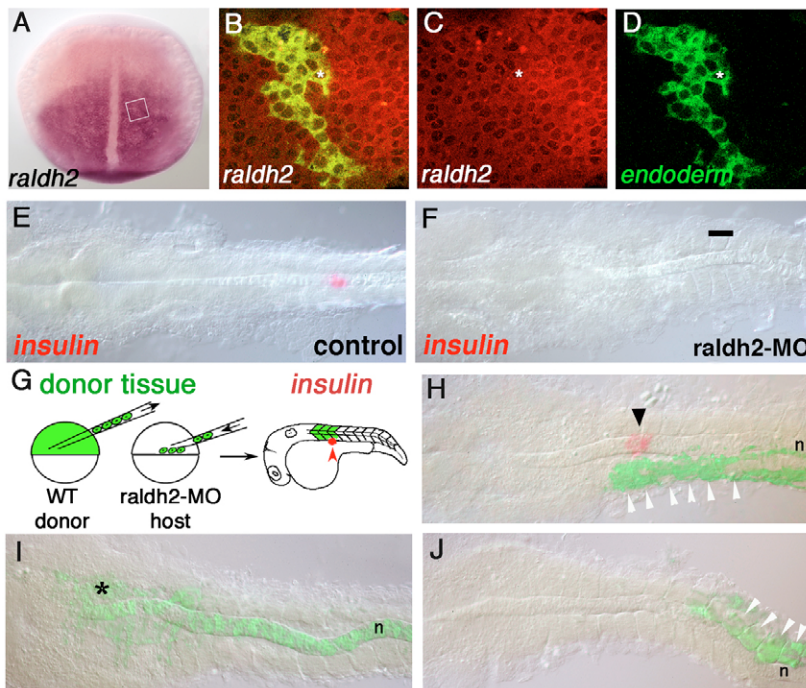 A
raldh2
B
raldh2
*
C
raldh2
*
D
endoderm
*
E
insulin
control
F
insulin
raldh2-MO
G
donor tissue
insulin
WT
donor
raldh2-MO
host
H
n
I
*
n
J
n